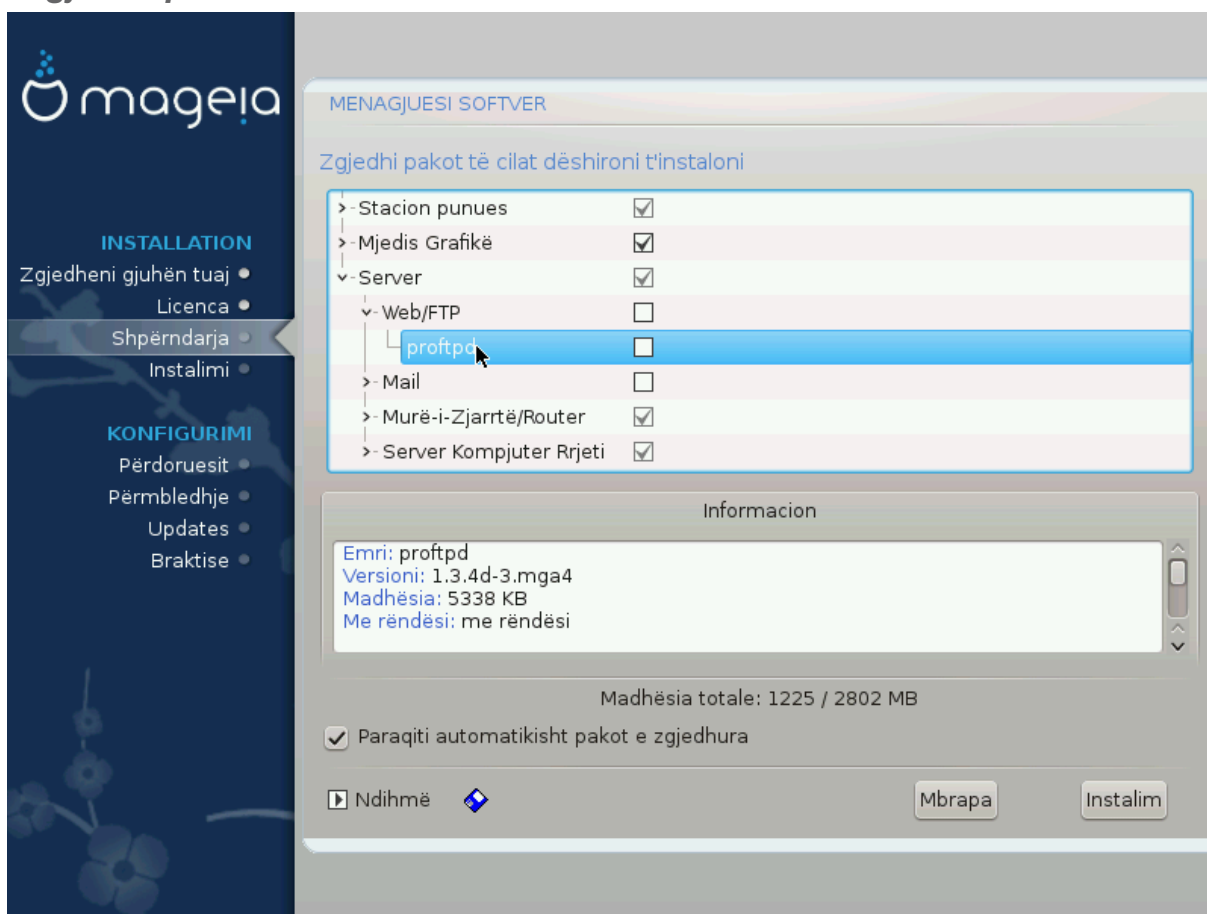 mageia
MENAGJUESI SOFTVER
Zgjedhi pakot të cilat dëshironi t'instaloni
Stacion punues
Mjedis Grafikë
Server
Web/FTP
proftpd
Mail
Murë-i-Zjarrtë/Router
Server Kompjuter Rrjeti
INSTALLATION
Zgjedheni gjuhën tuaj
Licenca
Shpërndarja
Instalimi
KONFIGURIMI
Përdoruesit
Përmbledhje
Updates
Braktise
Informacion
Emri: proftpd
Versioni: 1.3.4d-3.mga4
Madhësia: 5338 KB
Me rëndësi: me rëndësi
Madhësia totale: 1225 / 2802 MB
Paraqiti automatikisht pakot e zgjedhura
Ndihmë
Mbrapa
Instalim